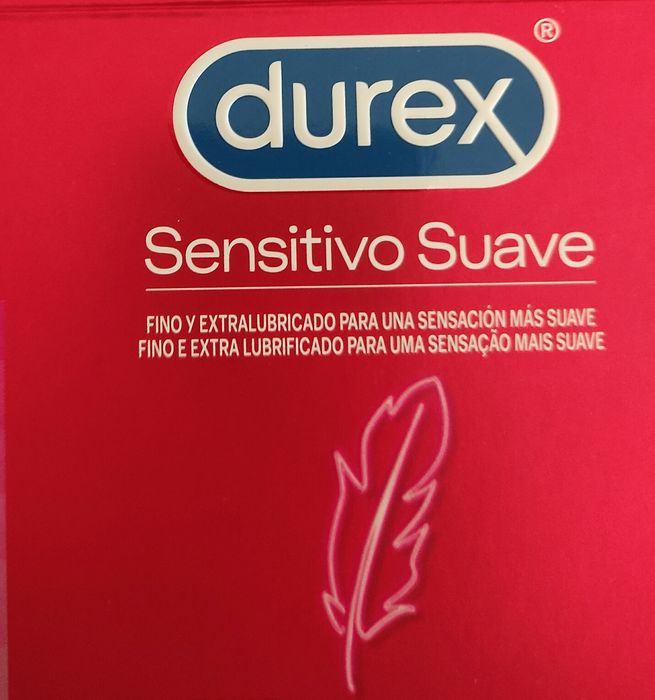 durex®
Sensitivo Suave
FINO Y EXTRALUBRICADO PARA UNA SENSACIÓN MÁS SUAVE
FINO E EXTRA LUBRIFICADO PARA UMA SENSAÇÃO MAIS SUAVE